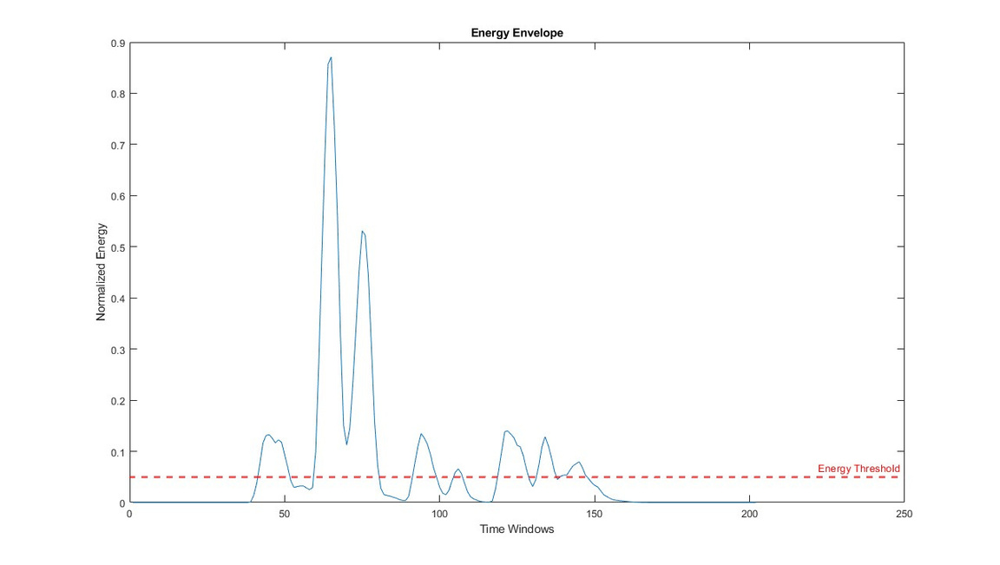 Energy Envelope
0.9
0.8
0.7
0.6
0.5
0.4
0.3
0.2
0.1
0
Normalized Energy
Energy Threshold
0 50 100 150 200 250
Time Windows